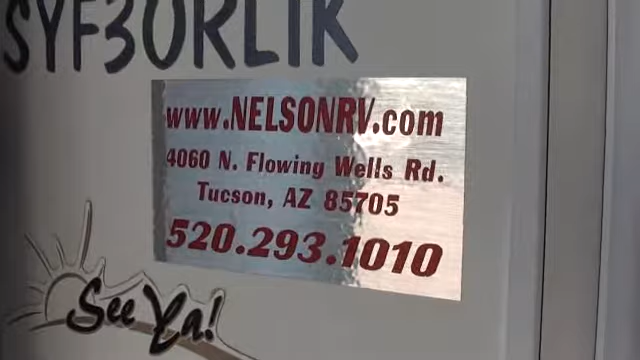 SYF30RLIK
www.NELSONRV.com
4060 N. Flowing Wells Rd.
Tucson, AZ 85705
520.293.1010
See Ya!